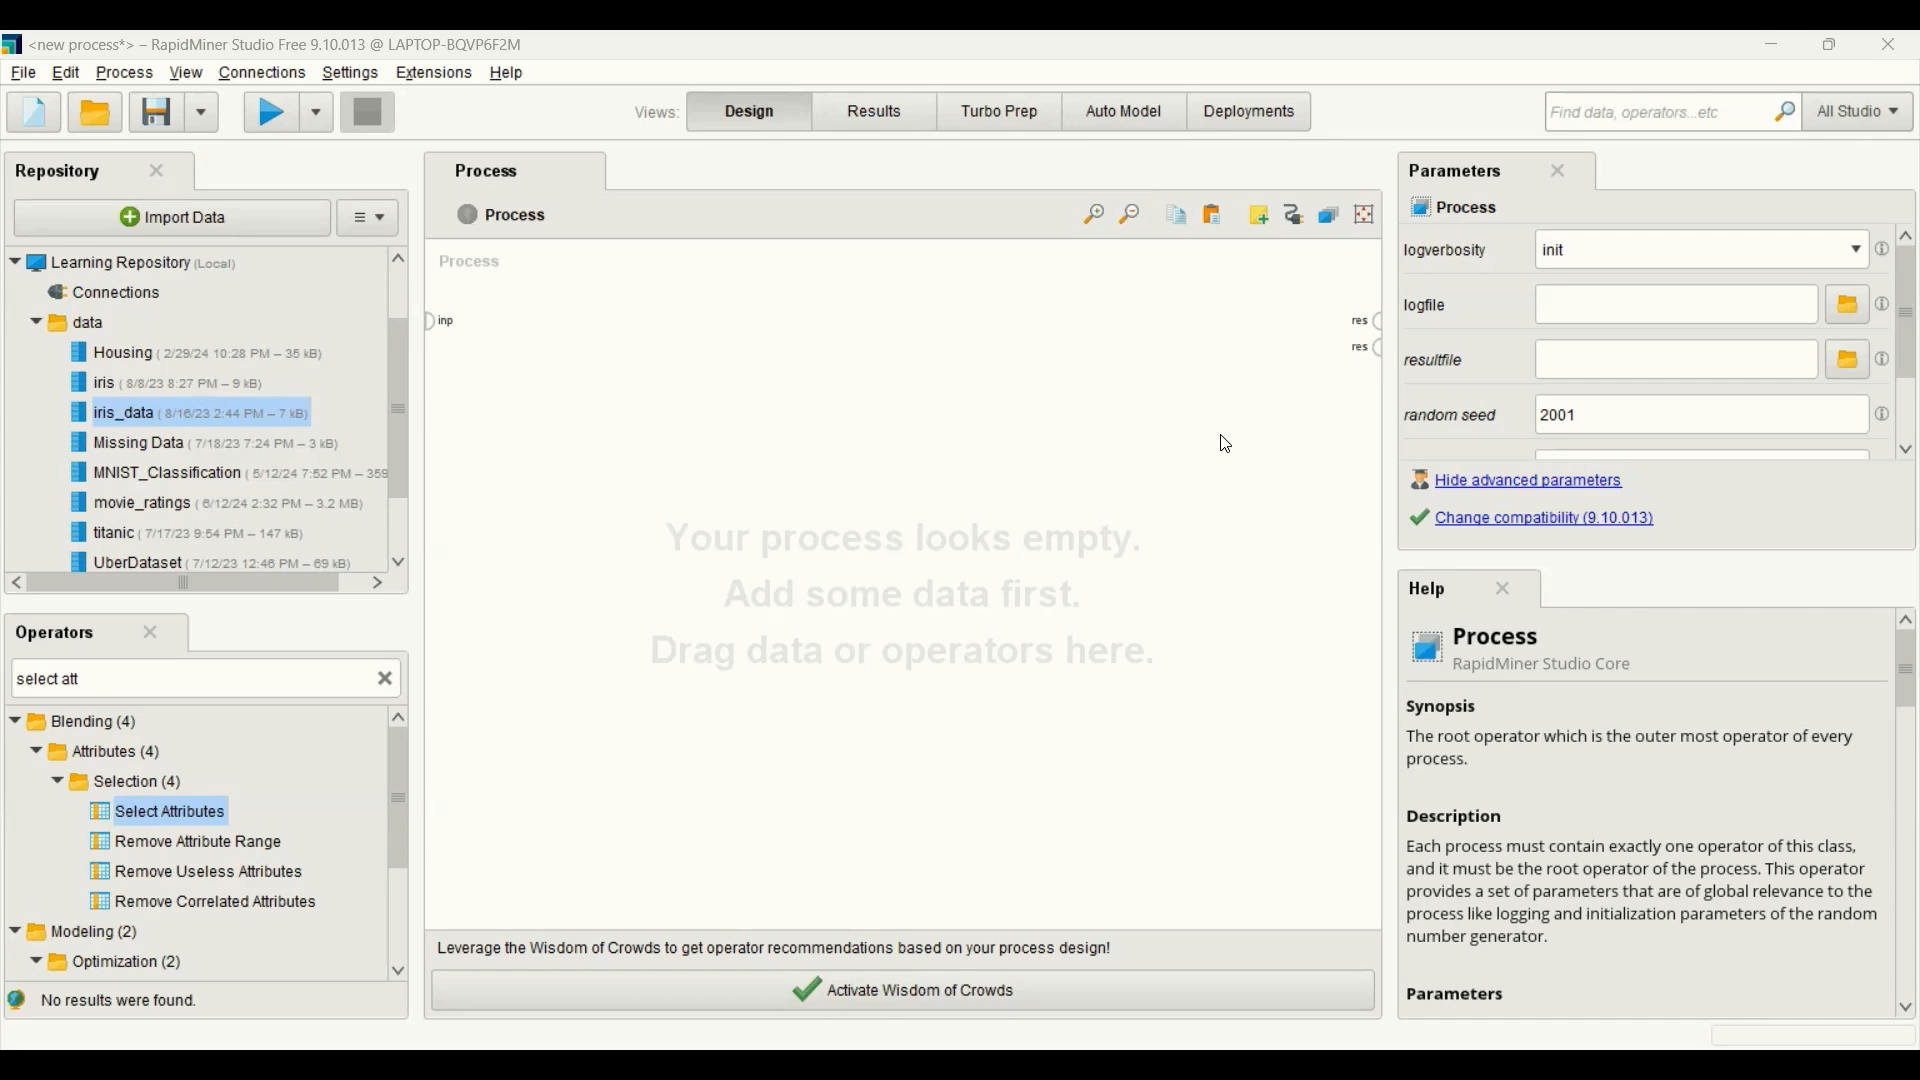 <new process*> – RapidMiner Studio Free 9.10.013 @ LAPTOP-BQVP6F2M
File Edit Process View Connections Settings Extensions Help
Views: Design Results Turbo Prep Auto Model Deployments
Find data, operators...etc All Studio
Repository
Import Data
Learning Repository (Local)
Connections
data
Housing ( 2/29/24 10:28 PM – 35 kB)
iris ( 8/8/23 8:27 PM – 9 kB)
iris_data ( 8/16/23 2:44 PM – 7 kB)
Missing Data ( 7/18/23 7:24 PM – 3 kB)
MNIST_Classification ( 5/12/24 7:52 PM – 359
movie_ratings ( 6/12/24 2:32 PM – 3.2 MB)
titanic ( 7/17/23 9:54 PM – 147 kB)
UberDataset ( 7/12/23 12:46 PM – 69 kB)
Operators
select att
Blending (4)
Attributes (4)
Selection (4)
Select Attributes
Remove Attribute Range
Remove Useless Attributes
Remove Correlated Attributes
Modeling (2)
Optimization (2)
No results were found.
Process
Process
Process
inp
res
res
Your process looks empty.
Add some data first.
Drag data or operators here.
Leverage the Wisdom of Crowds to get operator recommendations based on your process design!
Activate Wisdom of Crowds
Parameters
Process
logverbosity init
logfile
resultfile
random seed 2001
Hide advanced parameters
Change compatibility (9.10.013)
Help
Process
RapidMiner Studio Core
Synopsis
The root operator which is the outer most operator of every
process.
Description
Each process must contain exactly one operator of this class,
and it must be the root operator of the process. This operator
provides a set of parameters that are of global relevance to the
process like logging and initialization parameters of the random
number generator.
Parameters